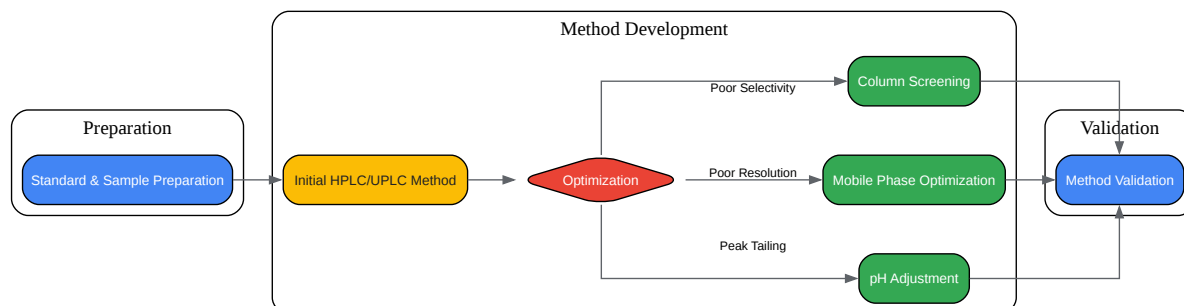 Method Development
Preparation
Standard & Sample Preparation
Initial HPLC/UPLC Method
Optimization
Poor Selectivity
Column Screening
Poor Resolution
Mobile Phase Optimization
Peak Tailing
pH Adjustment
Validation
Method Validation